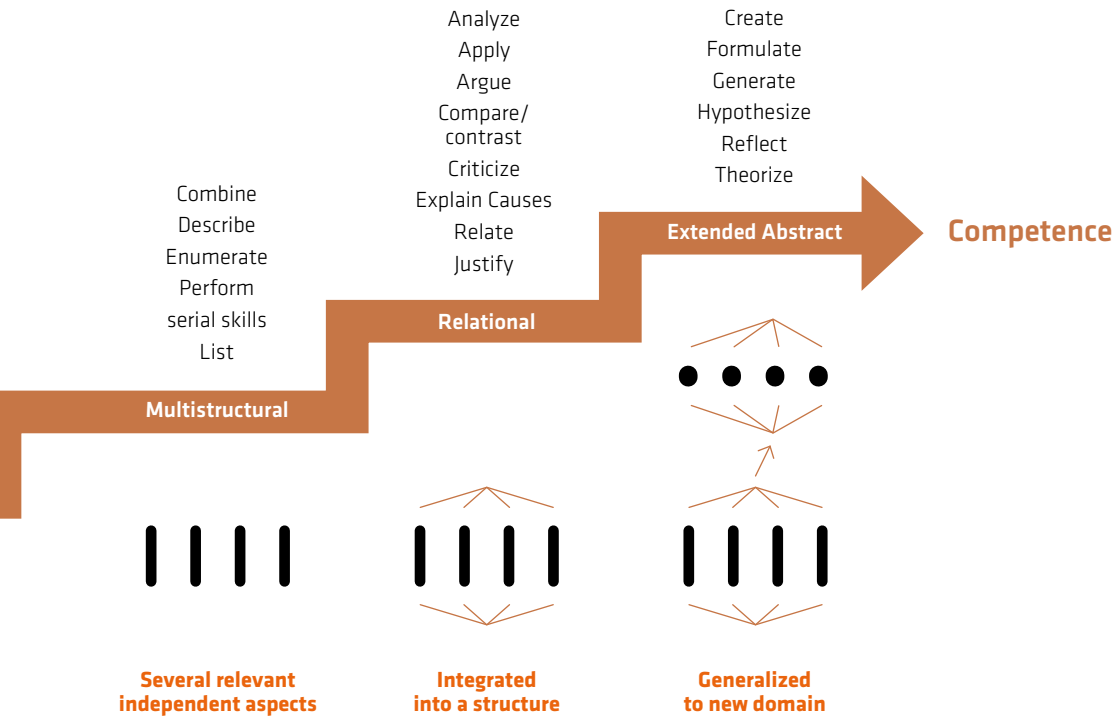 Combine
Describe
Enumerate
Perform
serial skills
List
Multistructural
Several relevant
independent aspects
Analyze
Apply
Argue
Compare/
contrast
Criticize
Explain Causes
Relate
Justify
Relational
Integrated
into a structure
Create
Formulate
Generate
Hypothesize
Reflect
Theorize
Extended Abstract
Generalized
to new domain
Competence